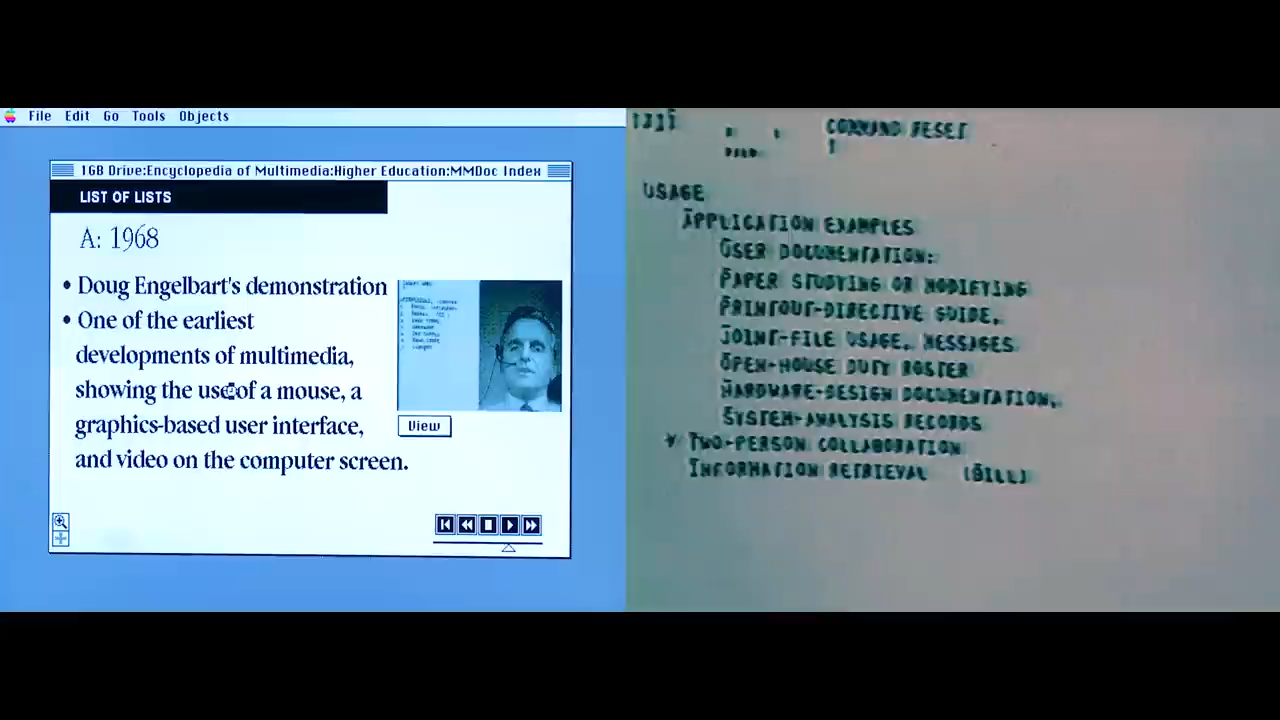 File Edit Go Tools Objects
1GB Drive:Encyclopedia of Multimedia:Higher Education:MMDoc Index
LIST OF LISTS
A: 1968
• Doug Engelbart's demonstration
• One of the earliest
developments of multimedia,
showing the use of a mouse, a
graphics-based user interface,
and video on the computer screen.
View
COMMAND RESET
USAGE
APPLICATION EXAMPLES
USER DOCUMENTATION:
PAPER STUDYING OR MODIFYING
PRINTOUT-DIRECTIVE GUIDE,
JOINT-FILE USAGE, MESSAGES
OPEN-HOUSE DUTY ROSTER
HARDWARE-DESIGN DOCUMENTATION,
SYSTEM-ANALYSIS RECORDS
TWO-PERSON COLLABORATION
INFORMATION RETRIEVAL (BILL)